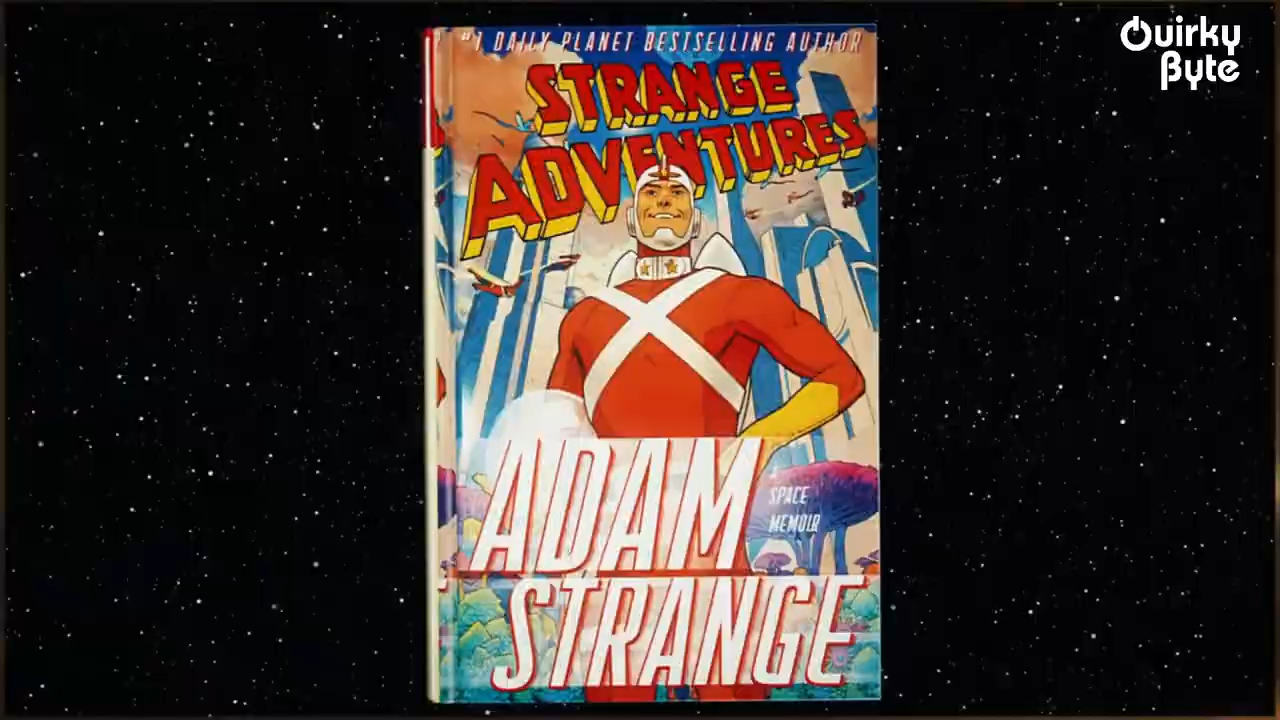 Quirky
Byte
"#1 DAILY PLANET BESTSELLING AUTHOR
STRANGE
ADVENTURES
ADAM
SPACE
MEMOIR
STRANGE